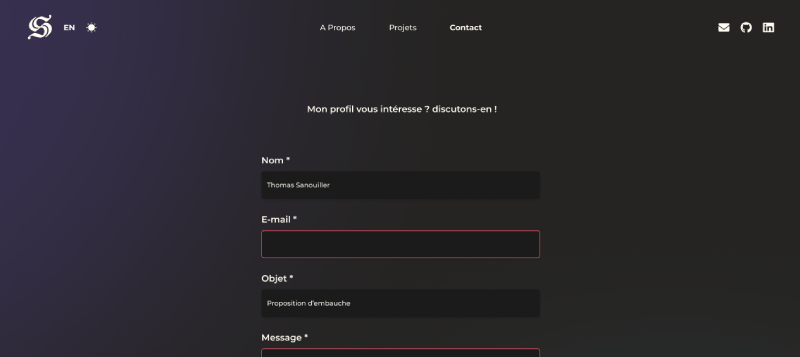 S
EN
A Propos
Projets
Contact
Mon profil vous intéresse ? discutons-en !
Nom *
Thomas Sanouiller
E-mail *
Objet *
Proposition d'embauche
Message *